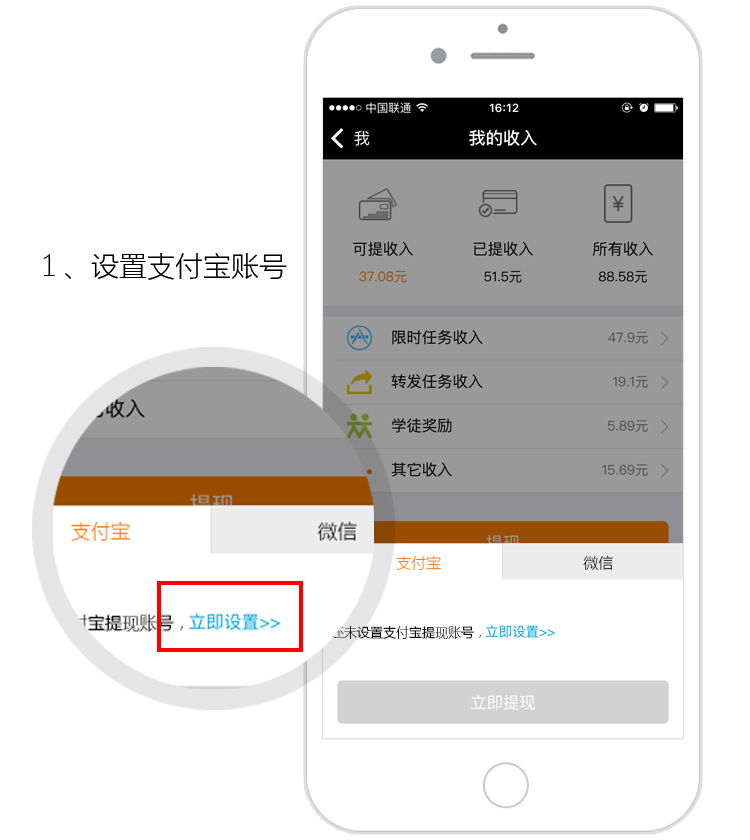 中国联通 16:12
我 我的收入
可提收入 已提收入 所有收入
37.08元 51.5元 88.58元
1、设置支付宝账号
限时任务收入 47.9元
转发任务收入 19.1元
学徒奖励 5.89元
其它收入 15.69元
提现
支付宝 微信
未设置支付宝提现账号，立即设置>>
立即提现
收入
提现
支付宝 微信
宝提现账号，立即设置>>